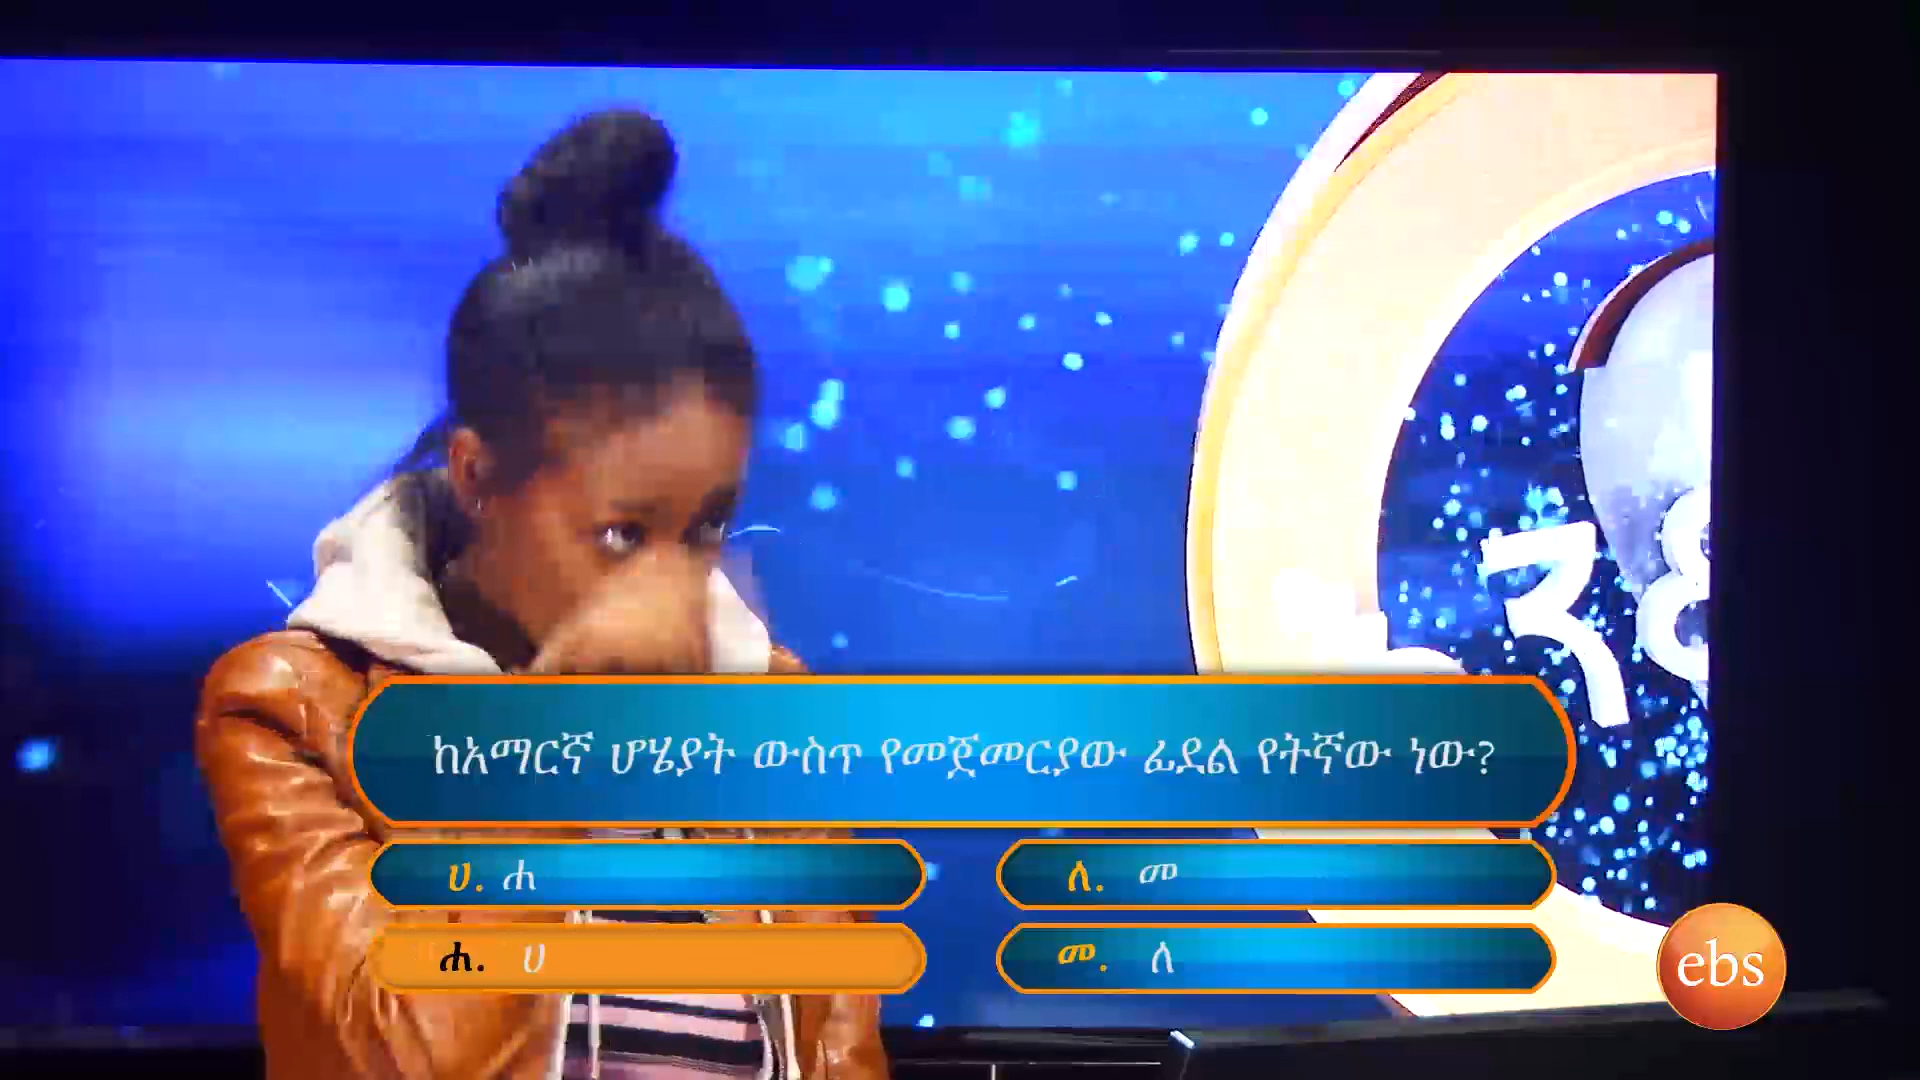 ከአማርኛ ሆሄያት ውስጥ የመጀመርያው ፊደል የትኛው ነው?
ሀ. ሐ
ለ. መ
ሐ. ሀ
መ. ለ
ebs